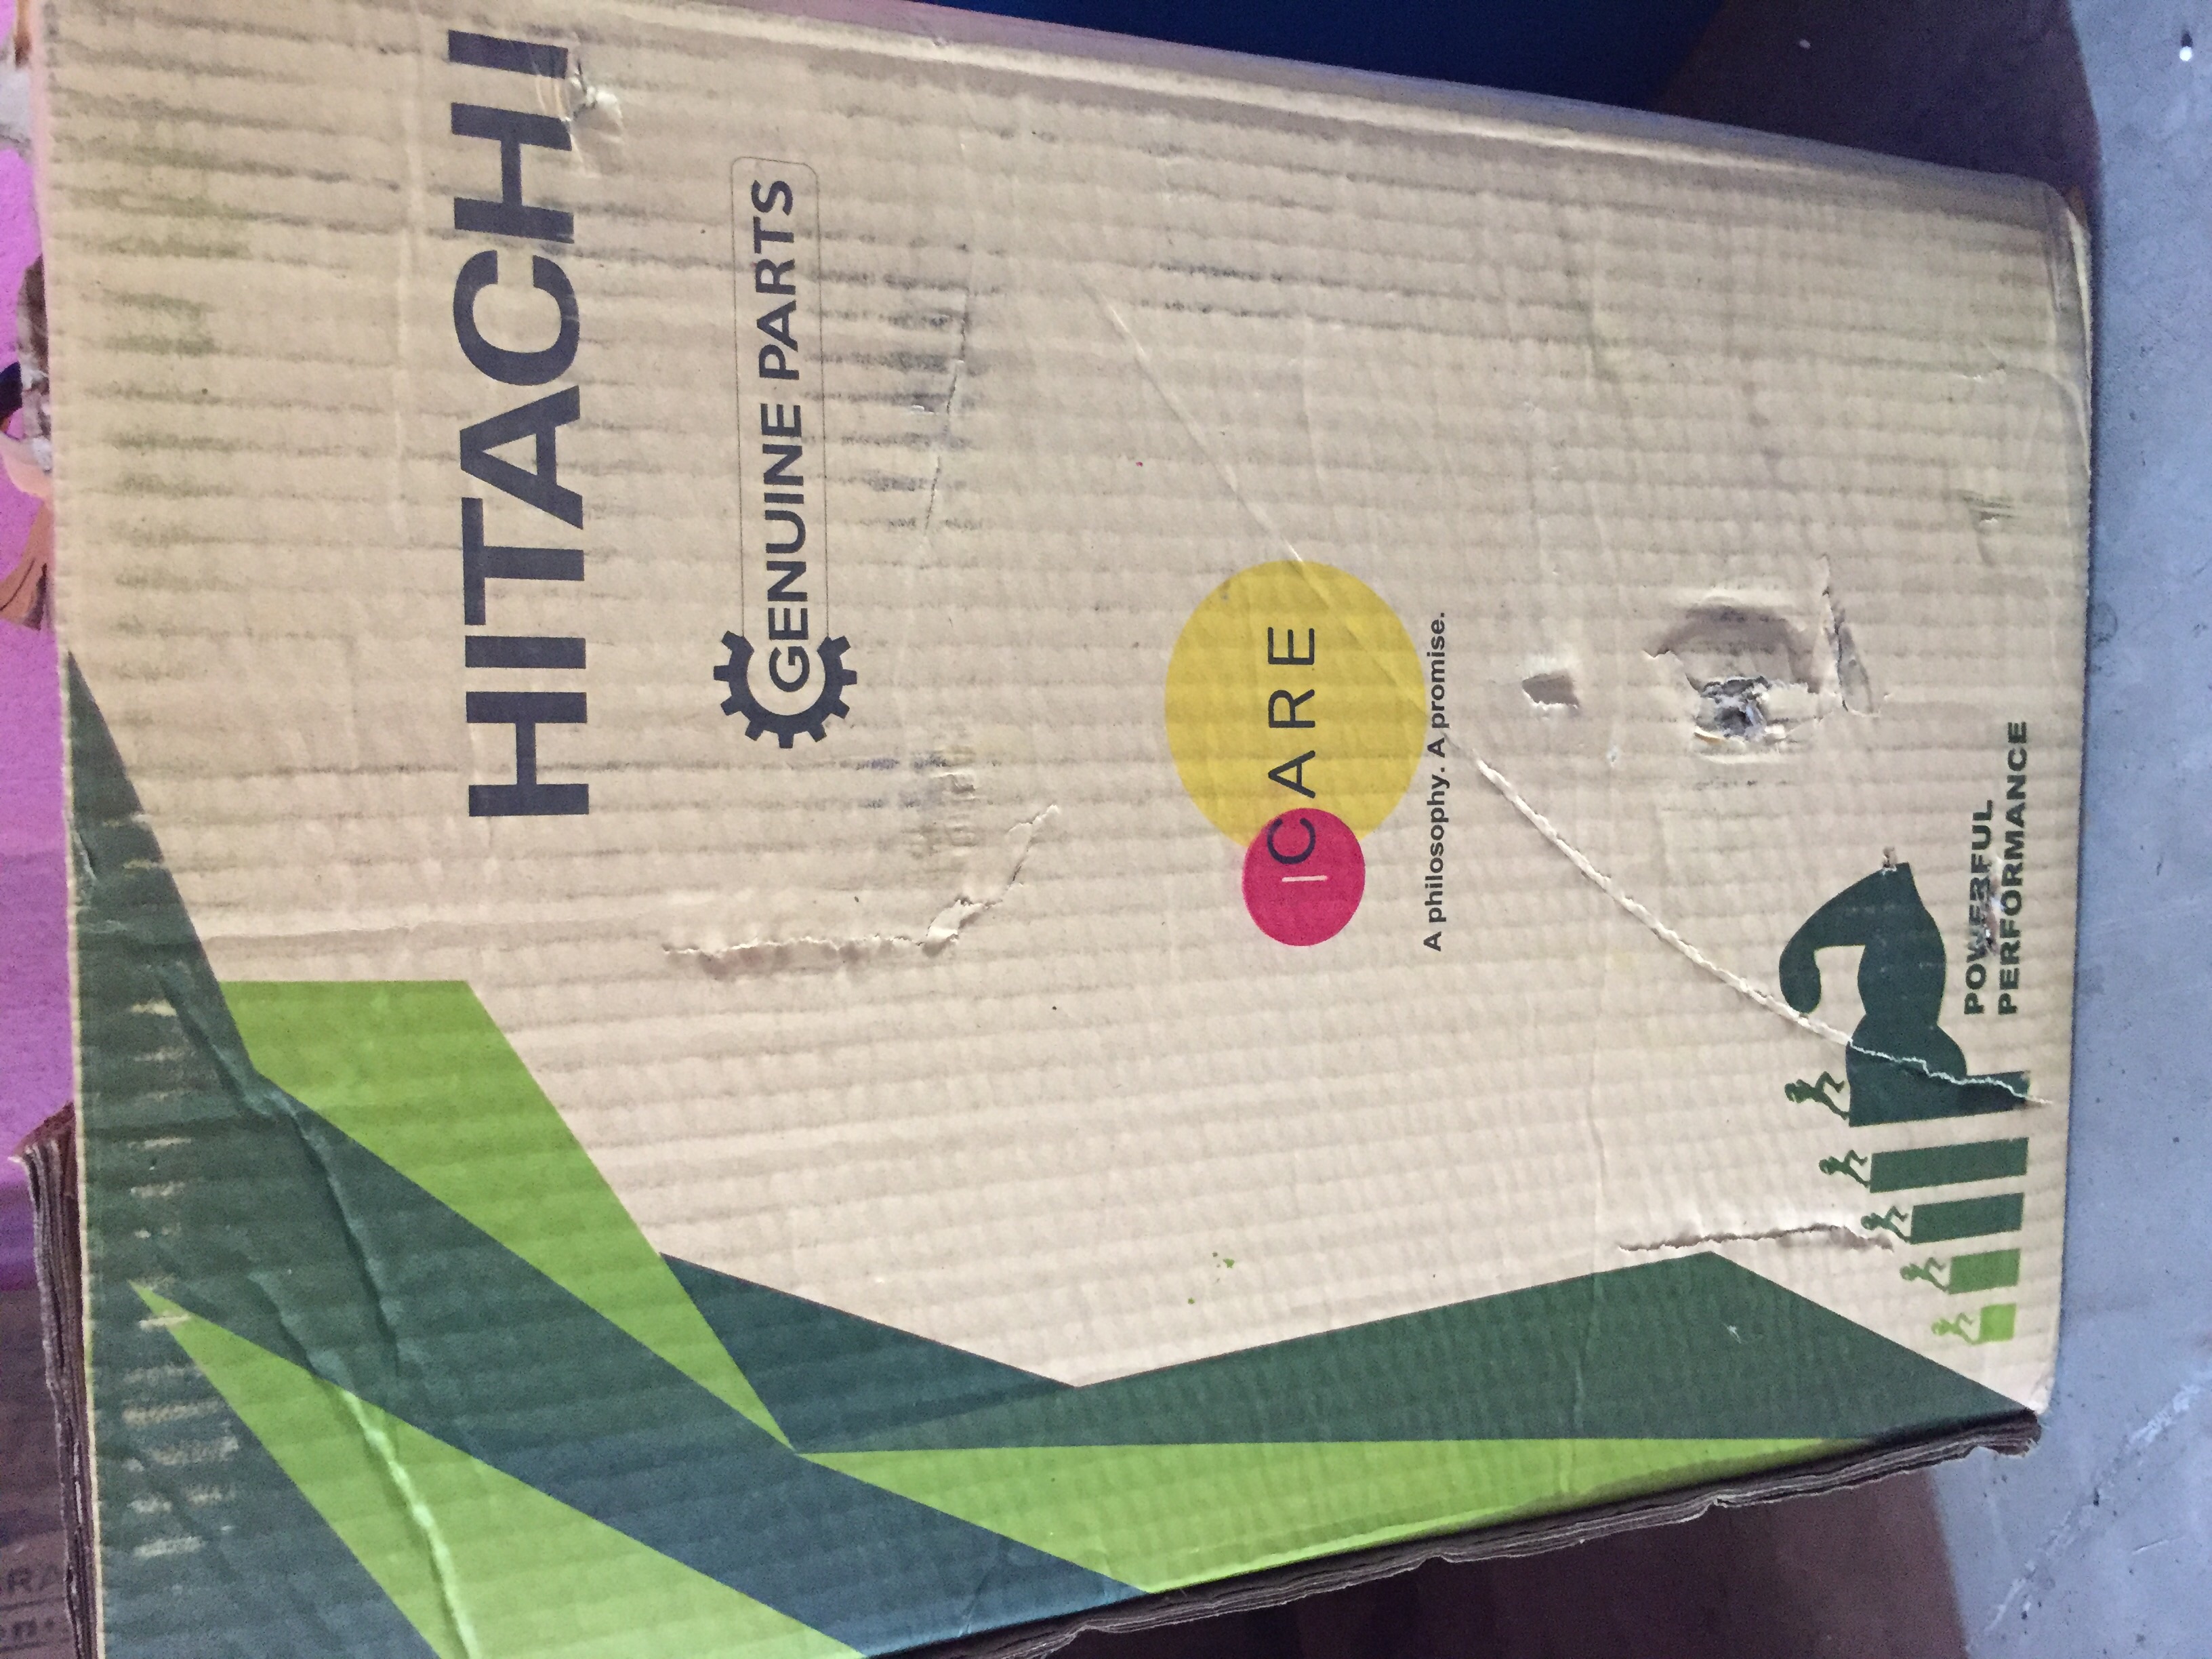 HITACHI
GENUINE PARTS
I CARE
A philosophy. A promise.
POWERFUL
PERFORMANCE